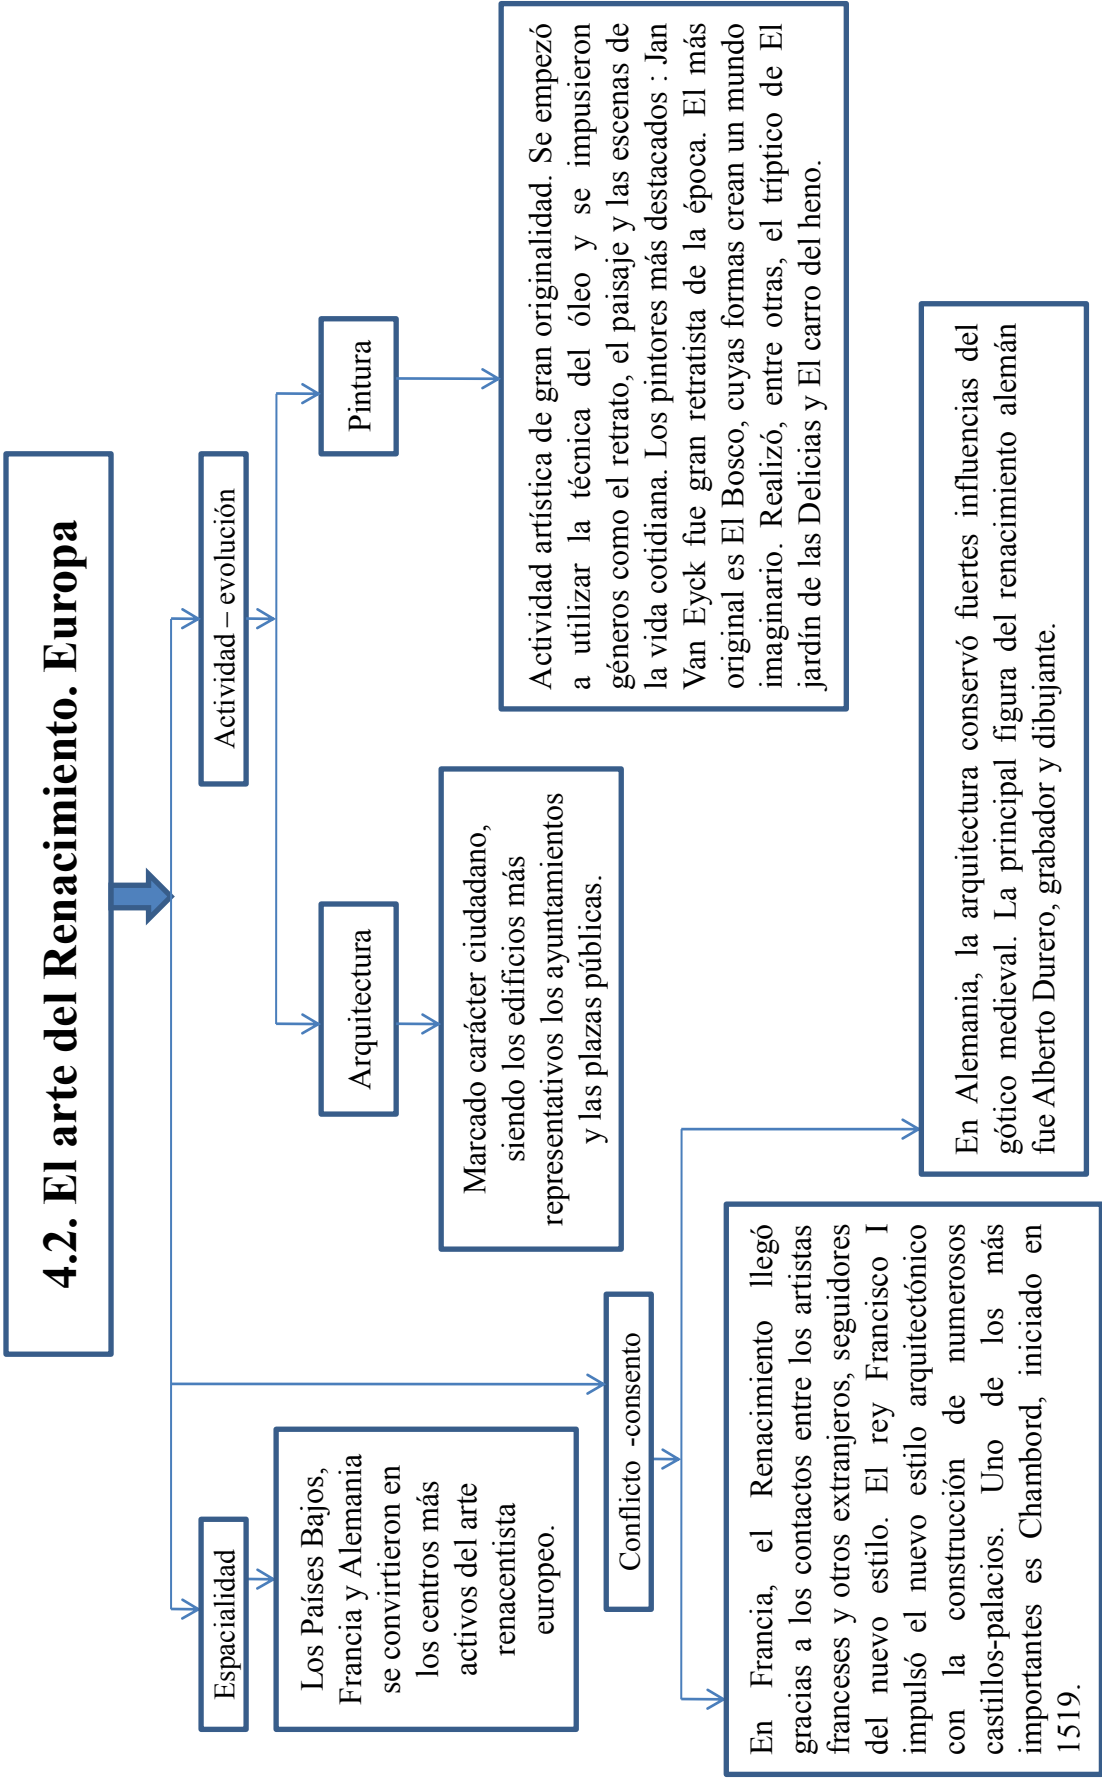 4.2. El arte del Renacimiento. Europa
Espacialidad
Los Países Bajos,
Francia y Alemania
se convirtieron en
los centros más
activos del arte
renacentista
europeo.
Actividad – evolución
Arquitectura
Marcado carácter ciudadano,
siendo los edificios más
representativos los ayuntamientos
y las plazas públicas.
Pintura
Actividad artística de gran originalidad. Se empezó
a utilizar la técnica del óleo y se impusieron
géneros como el retrato, el paisaje y las escenas de
la vida cotidiana. Los pintores más destacados : Jan
Van Eyck fue gran retratista de la época. El más
original es El Bosco, cuyas formas crean un mundo
imaginario. Realizó, entre otras, el tríptico de El
jardín de las Delicias y El carro del heno.
Conflicto -consento
En Francia, el Renacimiento llegó
gracias a los contactos entre los artistas
franceses y otros extranjeros, seguidores
del nuevo estilo. El rey Francisco I
impulsó el nuevo estilo arquitectónico
con la construcción de numerosos
castillos-palacios. Uno de los más
importantes es Chambord, iniciado en
1519.
En Alemania, la arquitectura conservó fuertes influencias del
gótico medieval. La principal figura del renacimiento alemán
fue Alberto Durero, grabador y dibujante.